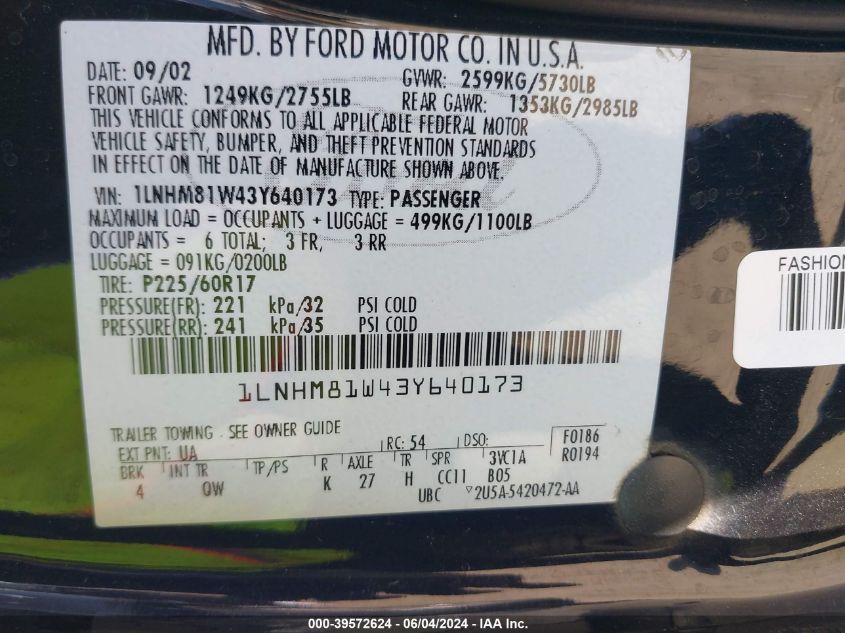 MFD. BY FORD MOTOR CO. IN U.S.A.
DATE: 09/02 GVWR: 2599KG/5730LB
FRONT GAWR: 1249KG/2755LB REAR GAWR: 1353KG/2985LB
THIS VEHICLE CONFORMS TO ALL APPLICABLE FEDERAL MOTOR
VEHICLE SAFETY, BUMPER, AND THEFT PREVENTION STANDARDS
IN EFFECT ON THE DATE OF MANUFACTURE SHOWN ABOVE.
VIN: 1LNHM81W43Y640173 TYPE: PASSENGER
MAXIMUM LOAD = OCCUPANTS + LUGGAGE = 499KG/1100LB
OCCUPANTS = 6 TOTAL; 3 FR, 3 RR
LUGGAGE = 091KG/0200LB
TIRE: P225/60R17
PRESSURE(FR): 221 kPa/32 PSI COLD
PRESSURE(RR): 241 kPa/35 PSI COLD
1LNHM81W43Y640173
TRAILER TOWING - SEE OWNER GUIDE
EXT PNT: UA RC: 54 DSO: F0186
R0194
BRK INT TR TP/PS R AXLE TR SPR 3VC1A
4 OW K 27 H CC11 B05
UBC ▽2U5A-5420472-AA
FASHION
000-39572624 - 06/04/2024 - US - IAA Inc.